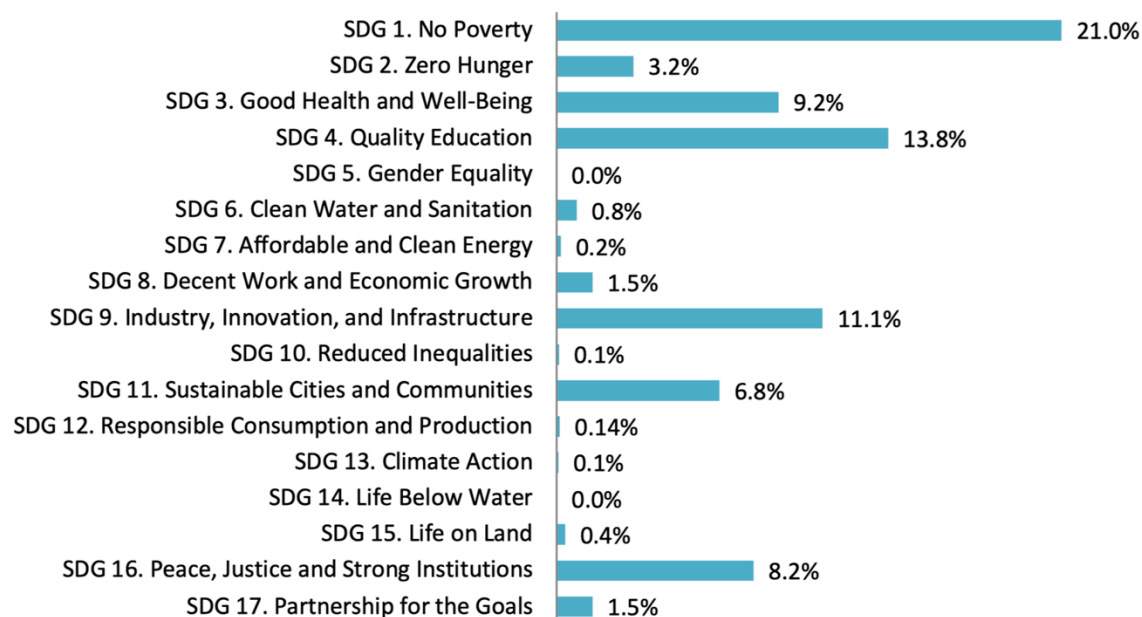 SDG 1. No Poverty 21.0%
SDG 2. Zero Hunger 3.2%
SDG 3. Good Health and Well-Being 9.2%
SDG 4. Quality Education 13.8%
SDG 5. Gender Equality 0.0%
SDG 6. Clean Water and Sanitation 0.8%
SDG 7. Affordable and Clean Energy 0.2%
SDG 8. Decent Work and Economic Growth 1.5%
SDG 9. Industry, Innovation, and Infrastructure 11.1%
SDG 10. Reduced Inequalities 0.1%
SDG 11. Sustainable Cities and Communities 6.8%
SDG 12. Responsible Consumption and Production 0.14%
SDG 13. Climate Action 0.1%
SDG 14. Life Below Water 0.0%
SDG 15. Life on Land 0.4%
SDG 16. Peace, Justice and Strong Institutions 8.2%
SDG 17. Partnership for the Goals 1.5%